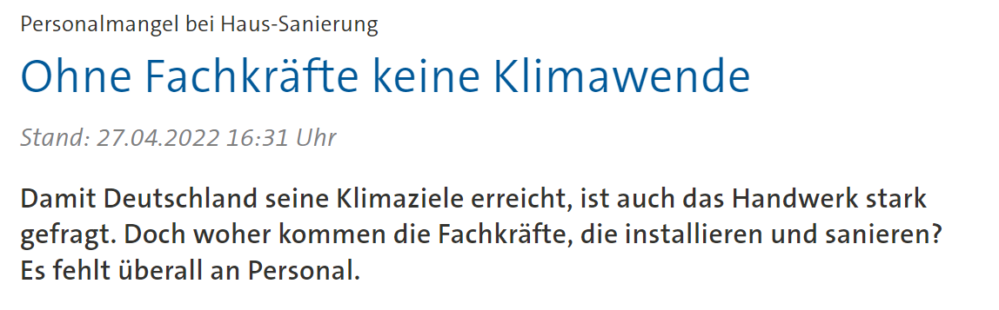 Personalmangel bei Haus-Sanierung
Ohne Fachkräfte keine Klimawende
Stand: 27.04.2022 16:31 Uhr
Damit Deutschland seine Klimaziele erreicht, ist auch das Handwerk stark
gefragt. Doch woher kommen die Fachkräfte, die installieren und sanieren?
Es fehlt überall an Personal.